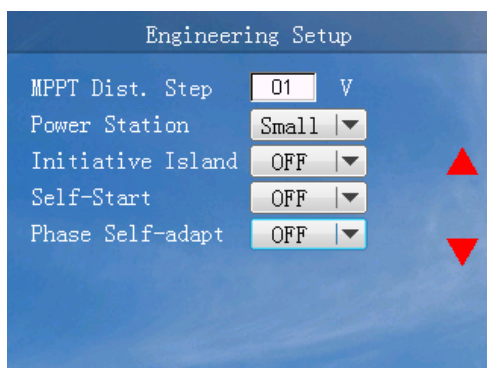 Engineering Setup
MPPT Dist. Step 01 V
Power Station Small
Initiative Island OFF
Self-Start OFF
Phase Self-adapt OFF